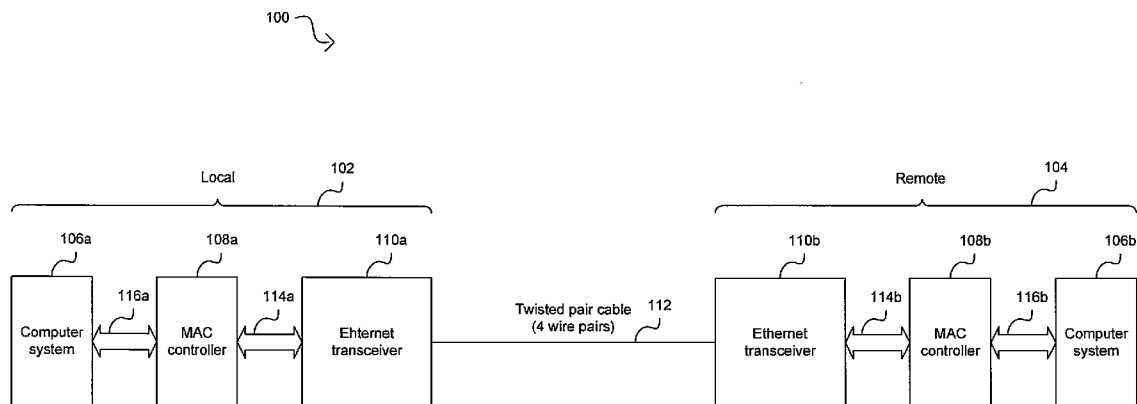 100
Local
102
Remote
104
106a
108a
110a
110b
108b
106b
116a
114a
Twisted pair cable
(4 wire pairs)
112
114b
116b
Computer
system
MAC
controller
Ehternet
transceiver
Ethernet
transceiver
MAC
controller
Computer
system